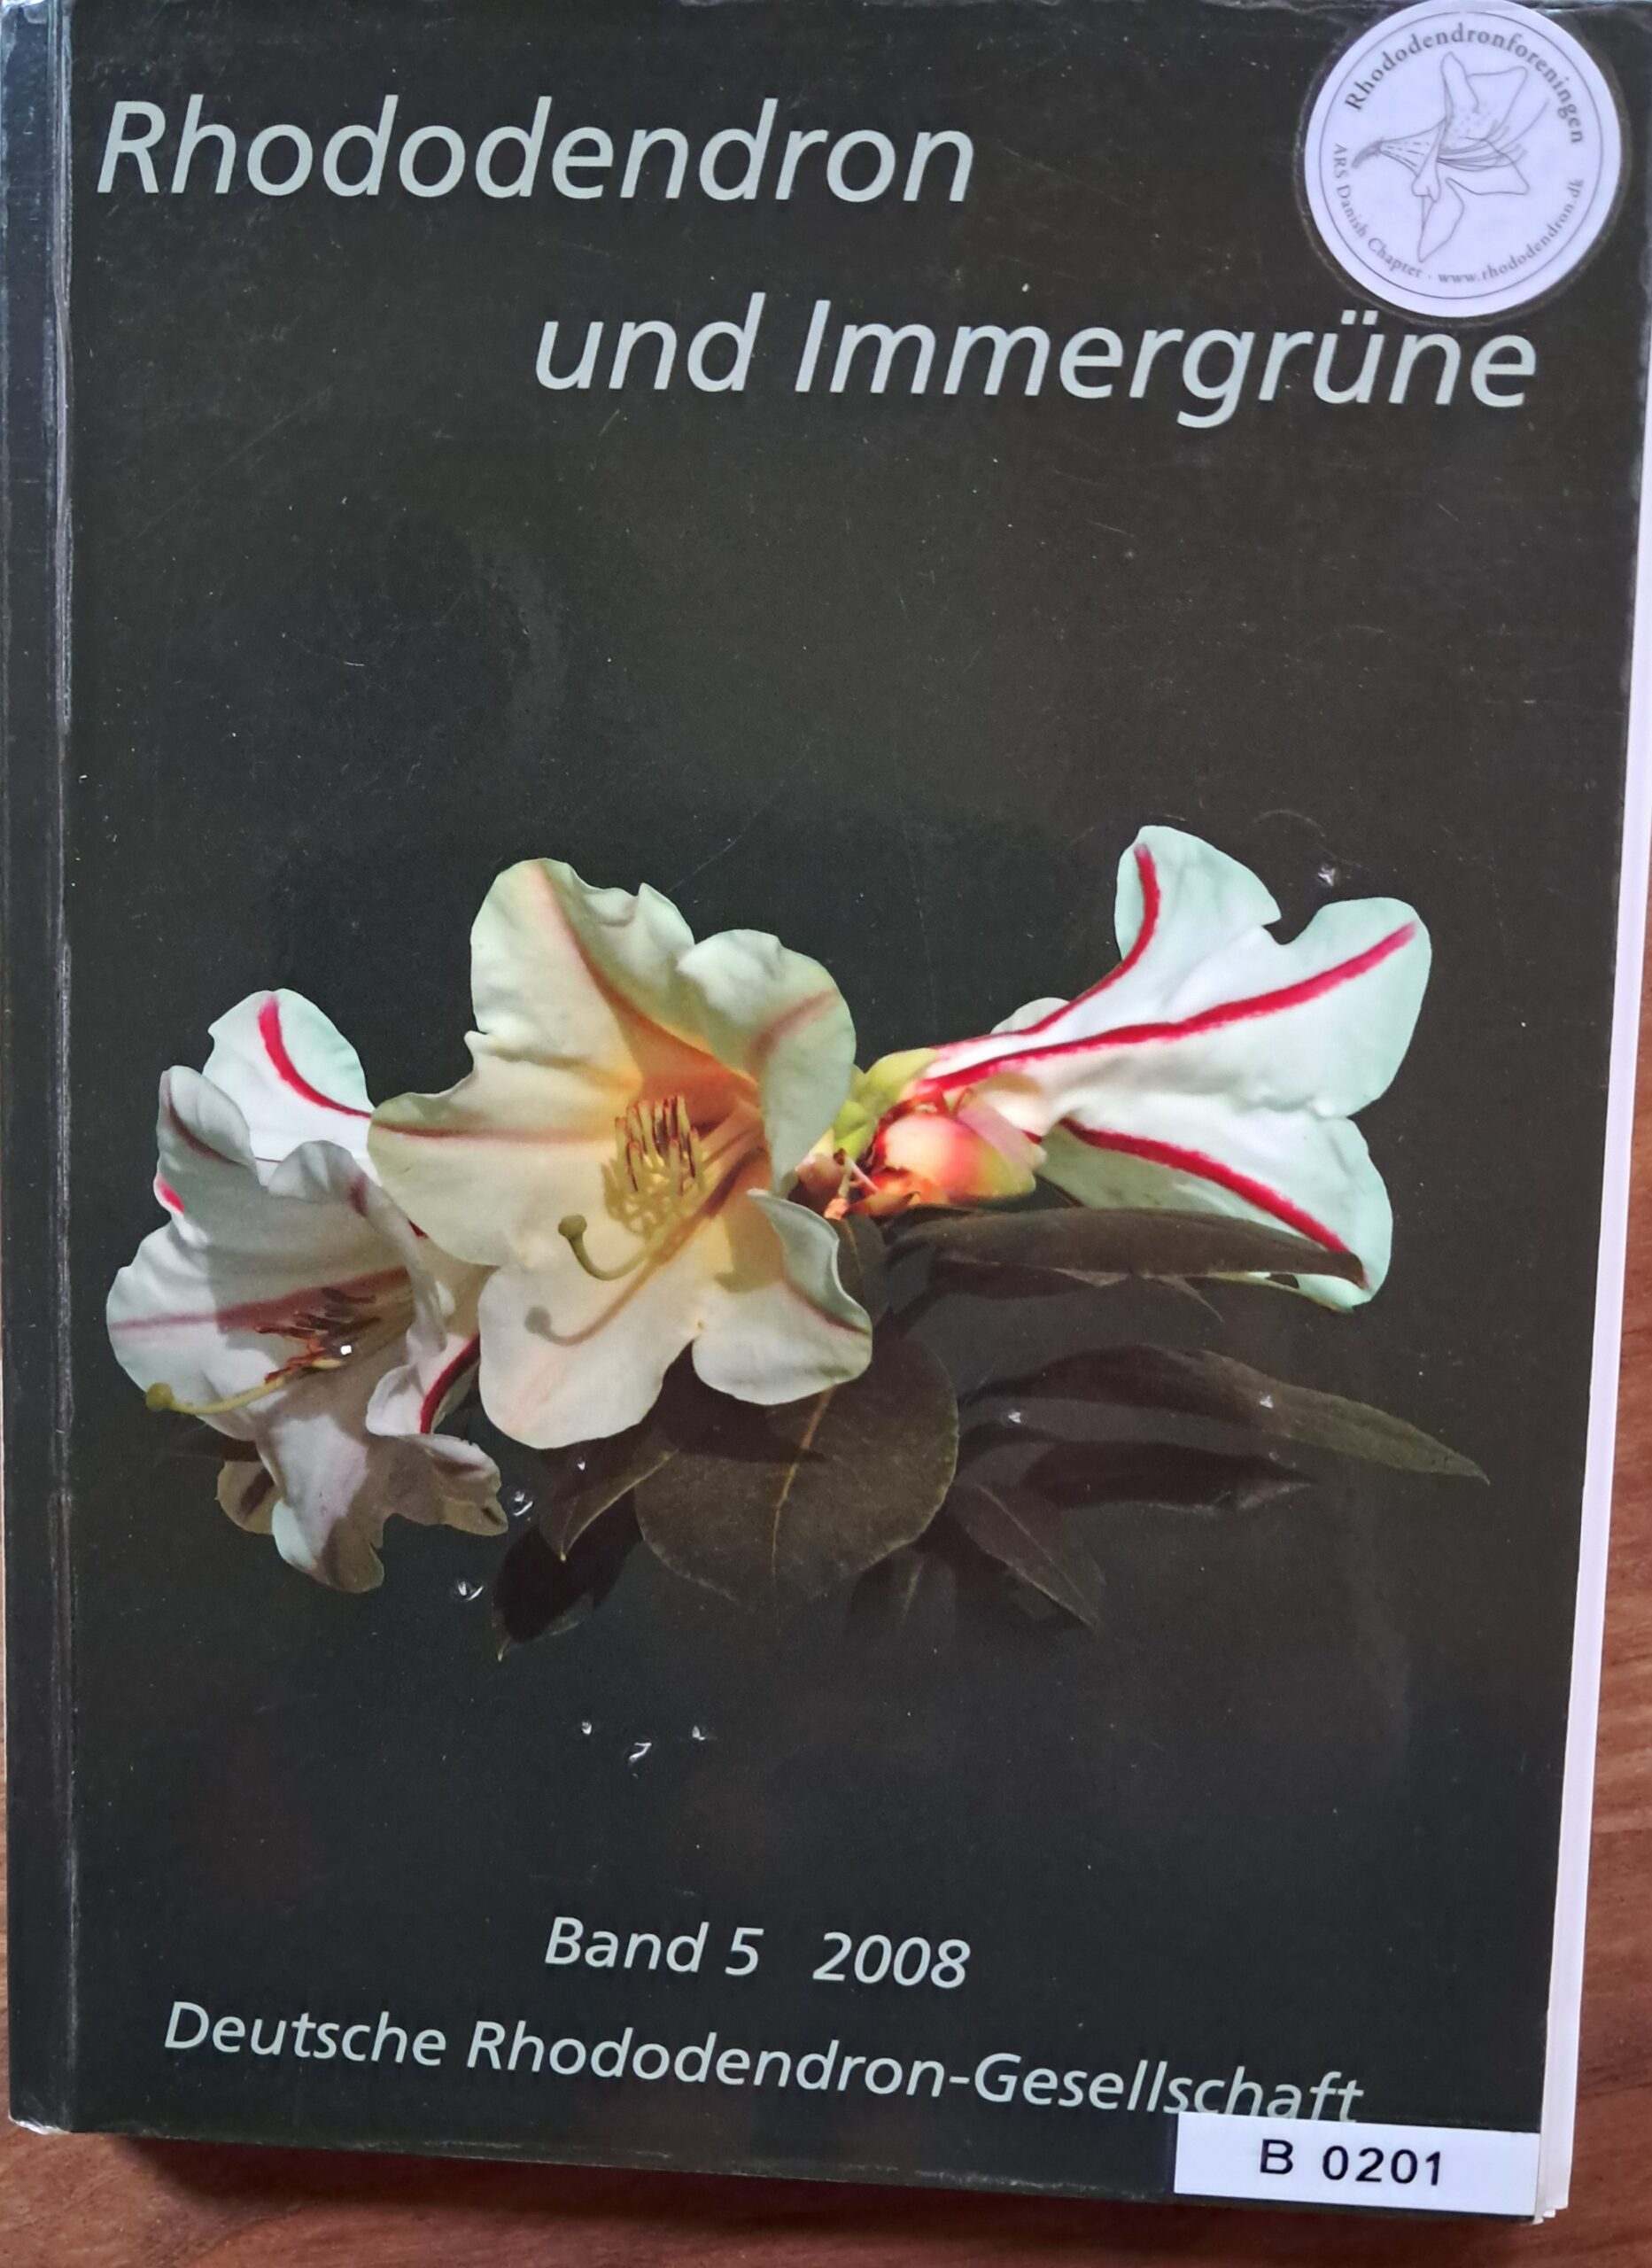 Rhododendron
und Immergrüne
Rhododendronforeningen
ARS Danish Chapter · www.rhododendron.dk
Band 5 2008
Deutsche Rhododendron-Gesellschaft
B 0201